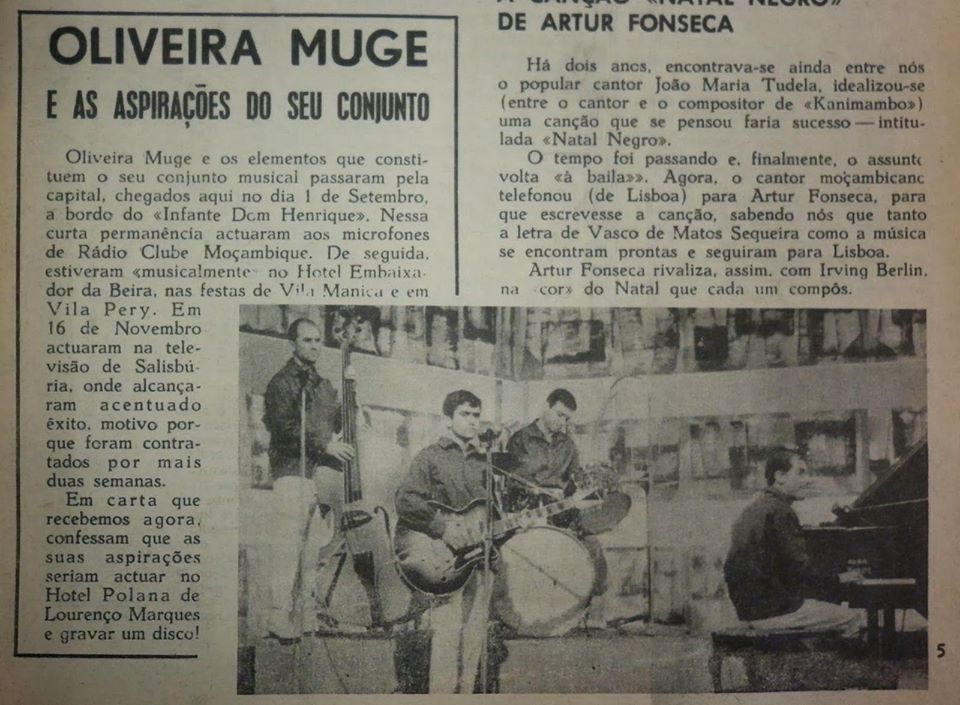 OLIVEIRA MUGE
E AS ASPIRAÇÕES DO SEU CONJUNTO
Oliveira Muge e os elementos que consti-
tuem o seu conjunto musical passaram pela
capital, chegados aqui no dia 1 de Setembro,
a bordo do «Infante Dom Henrique». Nessa
curta permanência actuaram aos microfones
de Rádio Clube Moçambique. De seguida,
estiveram «musicalmente» no Hotel Embaixa-
dor da Beira, nas festas de Vila Manica e em
Vila Pery. Em
16 de Novembro
actuaram na tele-
visão de Salisbú-
ria, onde alcança-
ram acentuado
êxito, motivo por-
que foram contra-
tados por mais
duas semanas.
Em carta que
recebemos agora,
confessam que as
suas aspirações
seriam actuar no
Hotel Polana de
Lourenço Marques
e gravar um disco!
A CANÇÃO «NATAL NEGRO»
DE ARTUR FONSECA
Há dois anos, encontrava-se ainda entre nós
o popular cantor João Maria Tudela, idealizou-se
(entre o cantor e o compositor de «Kanimambo»)
uma canção que se pensou faria sucesso — intitu-
lada «Natal Negro».
O tempo foi passando e, finalmente, o assunto
volta «à baila»». Agora, o cantor moçambicano
telefonou (de Lisboa) para Artur Fonseca, para
que escrevesse a canção, sabendo nós que tanto
a letra de Vasco de Matos Sequeira como a música
se encontram prontas e seguiram para Lisboa.
Artur Fonseca rivaliza, assim, com Irving Berlin,
na «cor» do Natal que cada um compôs.
5